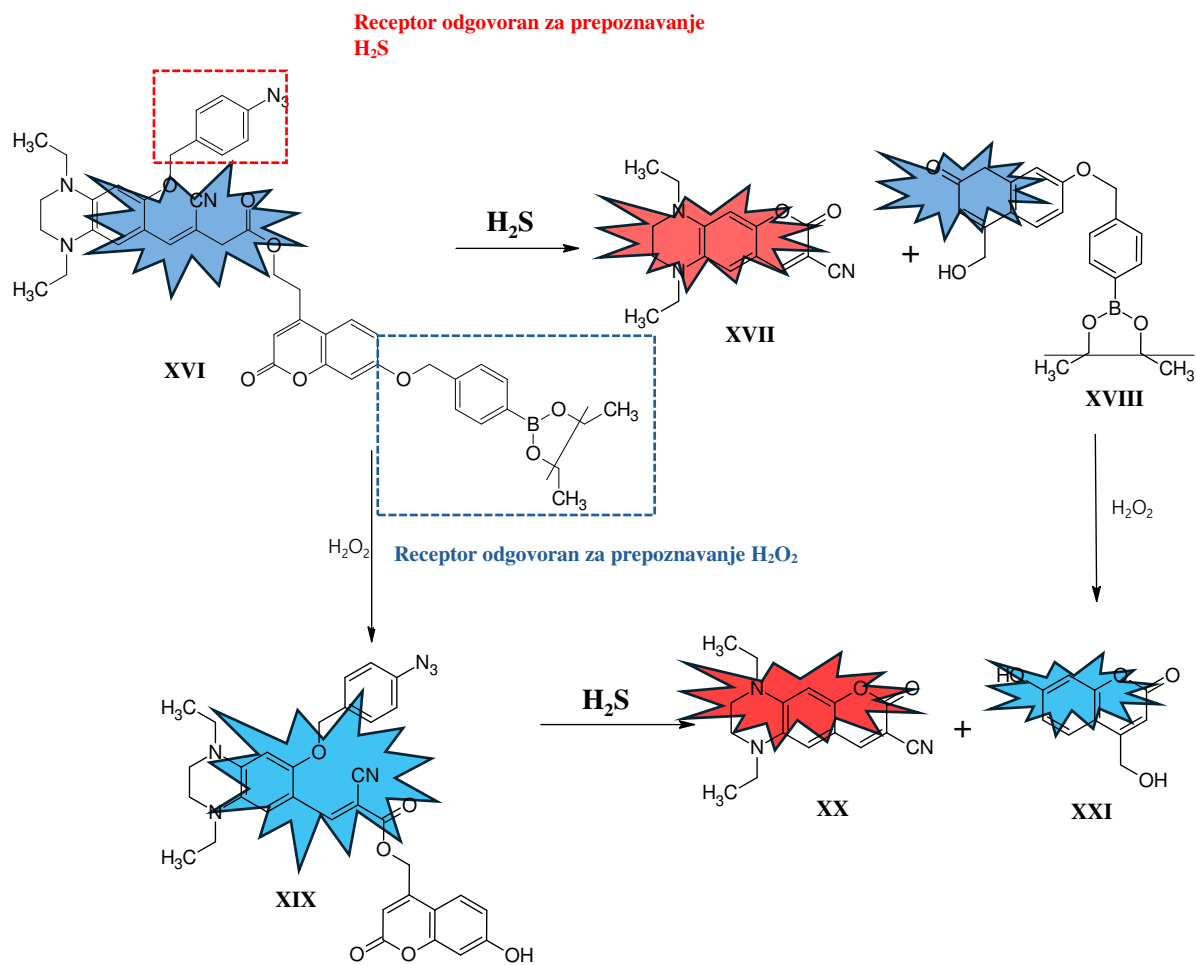 Receptor odgovoran za prepoznavanje
H₂S
N₃
H₃C
O
N
CN
O
N
O
H₃C
O
O
O
XVI
B
O
O
CH₃
CH₃
H₂S
H₃C
N
O
O
N
CN
H₃C
XVII
+
O
O
HO
B
O
O
H₃C
CH₃
XVIII
H₂O₂
Receptor odgovoran za prepoznavanje H₂O₂
H₂O₂
N₃
H₃C
N
O
CN
O
N
O
H₃C
XIX
O
O
OH
H₂S
H₃C
N
O
O
N
CN
H₃C
XX
+
HO
O
O
OH
XXI